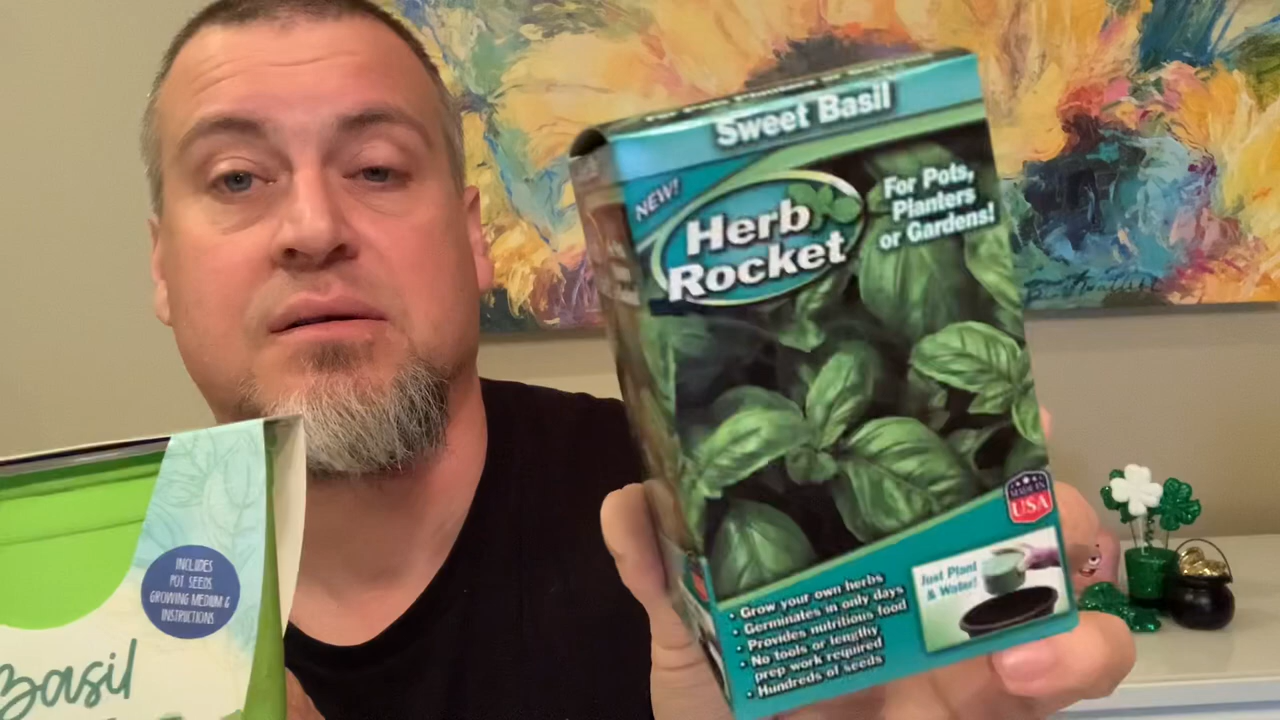 Sweet Basil
NEW!
Herb
Rocket
For Pots,
Planters
or Gardens!
MADE IN
USA
Just Plant
& Water!
• Grow your own herbs
• Germinates in only days
• Provides nutritious food
• No tools or lengthy
prep work required
• Hundreds of seeds
INCLUDES
POT SEEDS
GROWING MEDIUM &
INSTRUCTIONS
Basil